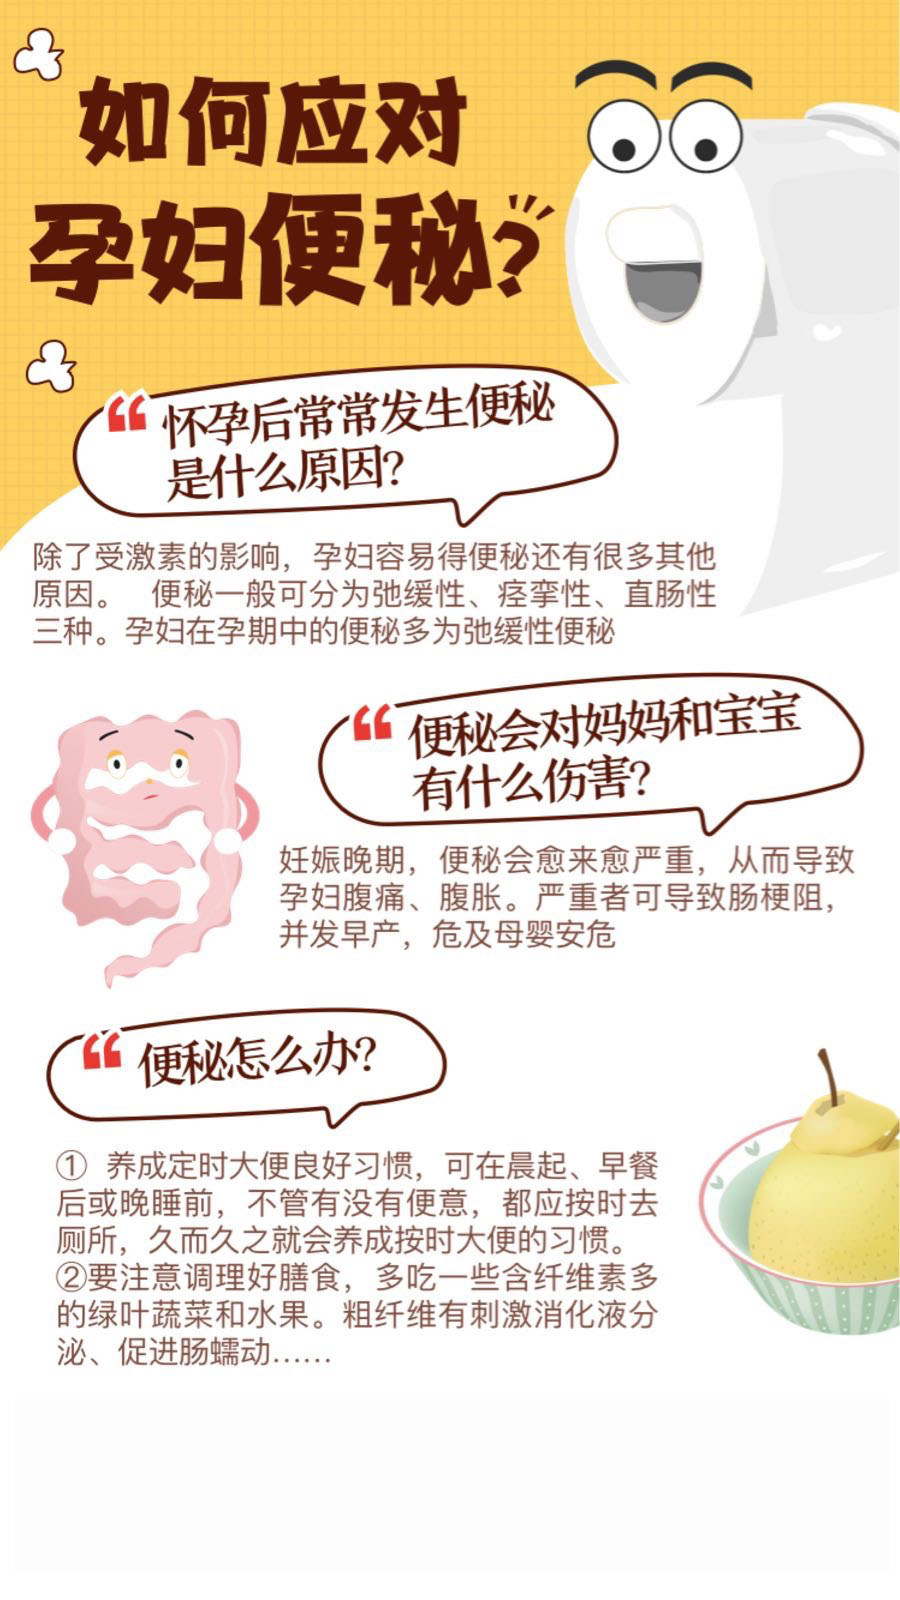 如何应对
孕妇便秘?
怀孕后常常发生便秘
是什么原因?
除了受激素的影响，孕妇容易得便秘还有很多其他
原因。 便秘一般可分为弛缓性、痉挛性、直肠性
三种。孕妇在孕期中的便秘多为弛缓性便秘
便秘会对妈妈和宝宝
有什么伤害?
妊娠晚期，便秘会愈来愈严重，从而导致
孕妇腹痛、腹胀。严重者可导致肠梗阻，
并发早产，危及母婴安危
便秘怎么办?
① 养成定时大便良好习惯，可在晨起、早餐
后或晚睡前，不管有没有便意，都应按时去
厕所，久而久之就会养成按时大便的习惯。
②要注意调理好膳食，多吃一些含纤维素多
的绿叶蔬菜和水果。粗纤维有刺激消化液分
泌、促进肠蠕动……